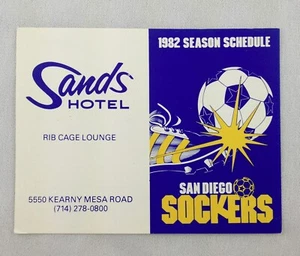 Sands
HOTEL
RIB CAGE LOUNGE
5550 KEARNY MESA ROAD
(714) 278-0800
1982 SEASON SCHEDULE
SAN DIEGO
SOCKERS